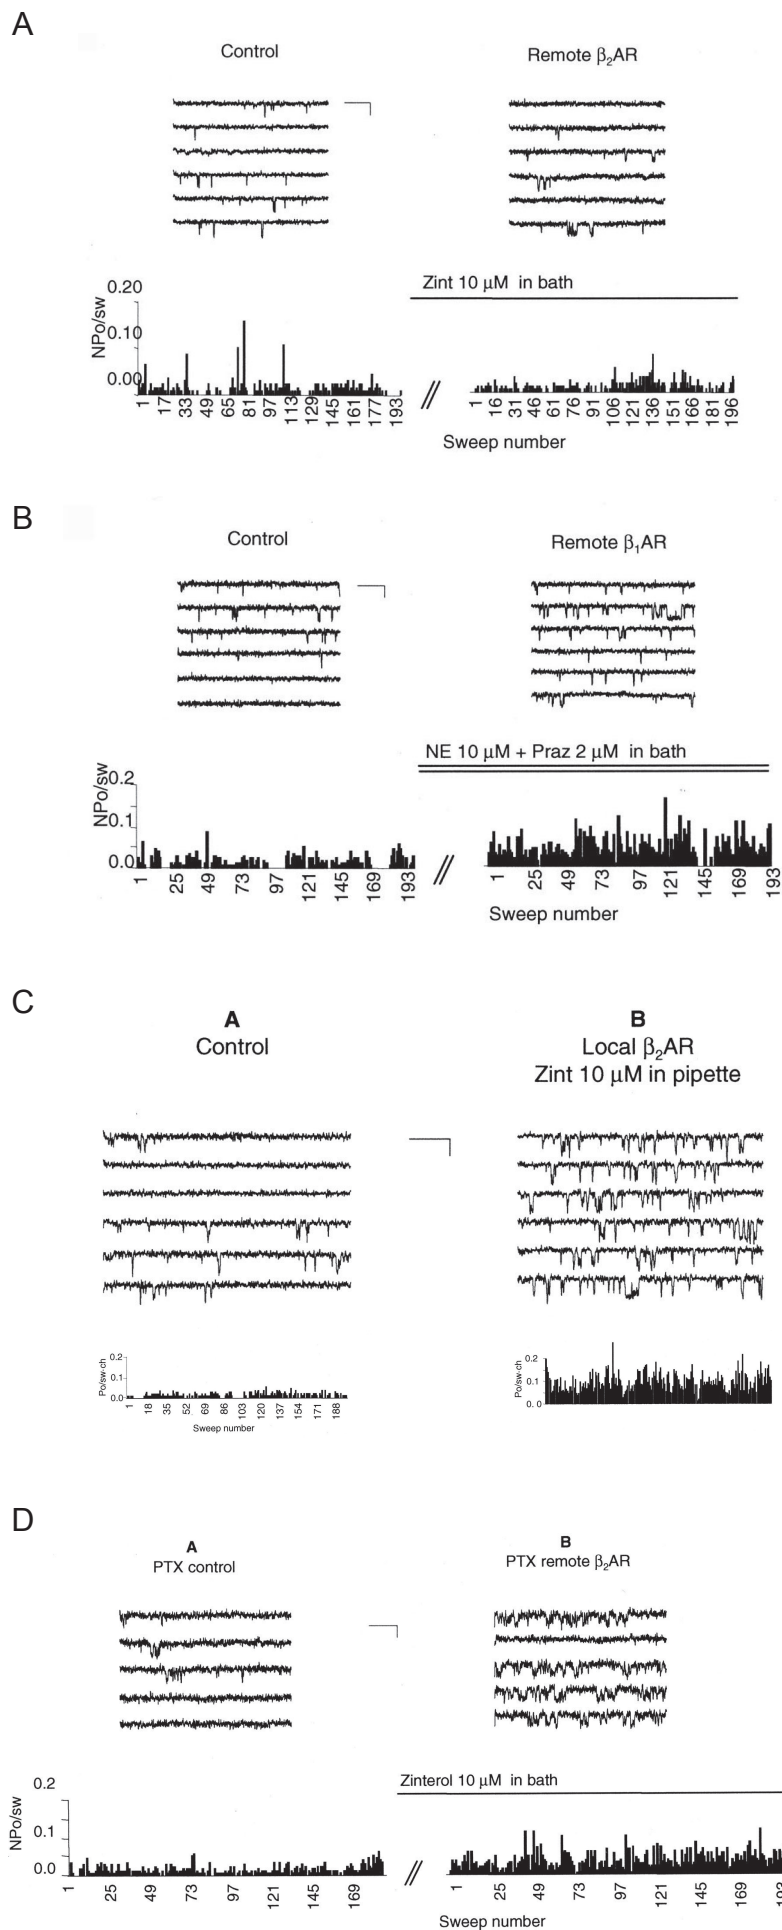 A
Control
Remote β₂AR
Zint 10 μM in bath
NPo/sw
0.20
0.10
0.00
1 17 33 49 65 81 97 113 129 145 161 177 193
//
1 16 31 46 61 76 91 106 121 136 151 166 181 196
Sweep number
B
Control
Remote β₁AR
NE 10 μM + Praz 2 μM in bath
NPo/sw
0.2
0.1
0.0
1 25 49 73 97 121 145 169 193
//
1 25 49 73 97 121 145 169 193
Sweep number
C
A
Control
B
Local β₂AR
Zint 10 μM in pipette
Po/sw-ch
0.2
0.1
0.0
1 18 35 52 69 86 103 120 137 154 171 188
Sweep number
Po/sw-ch
0.2
0.1
0. 0
D
A
PTX control
B
PTX remote β₂AR
Zinterol 10 μM in bath
NPo/sw
0.2
0.1
0.0
1 25 49 73 97 121 145 169
//
1 25 49 73 97 121 145 169 193
Sweep number